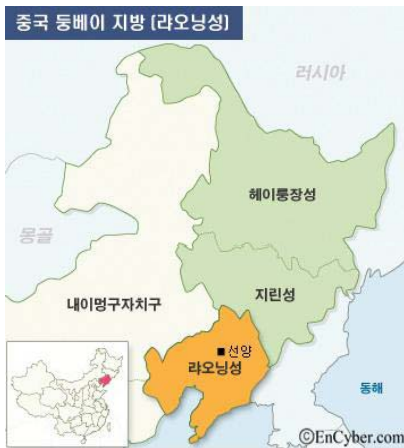 중국 둥베이 지방 (랴오닝성)
러시아
헤이룽장성
몽골
지린성
내이멍구자치구
선양
랴오닝성
동해
©EnCyber.com